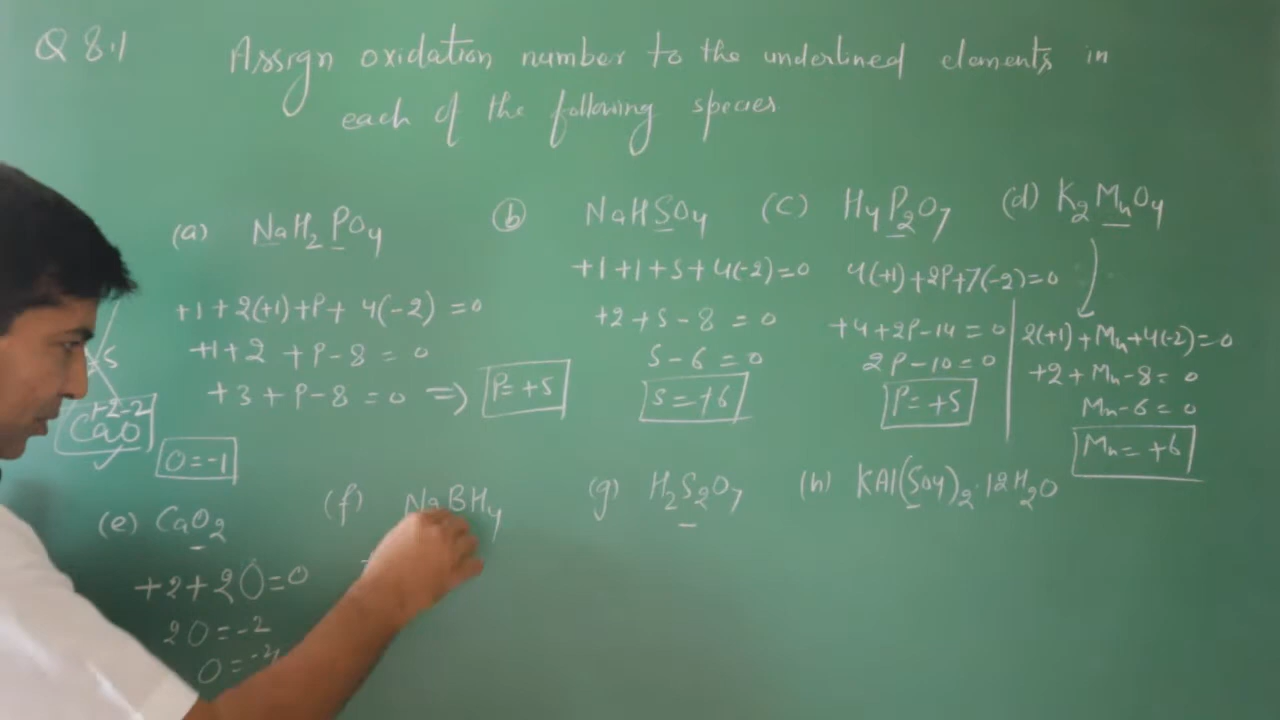 Q 8.1 Assign oxidation number to the underlined elements in
each of the following species
(a) NaH₂PO₄
+1+2(+1)+P+4(-2)=0
+1+2+P-8=0
+3+P-8=0 ⇒ P=+5
(b) NaHSO₄
+1+1+S+4(-2)=0
+2+S-8=0
S-6=0
S=+6
(c) H₄P₂O₇
4(+1)+2P+7(-2)=0
+4+2P-14=0
2P-10=0
P=+5
(d) K₂MnO₄
2(+1)+Mn+4(-2)=0
+2+Mn-8=0
Mn-6=0
Mn=+6
+2-2
CaO
O=-1
(e) CaO₂
+2+2O=0
2O=-2
O=-2
(f) NaBH₄
(g) H₂S₂O₇
(h) KAl(SO₄)₂·12H₂O